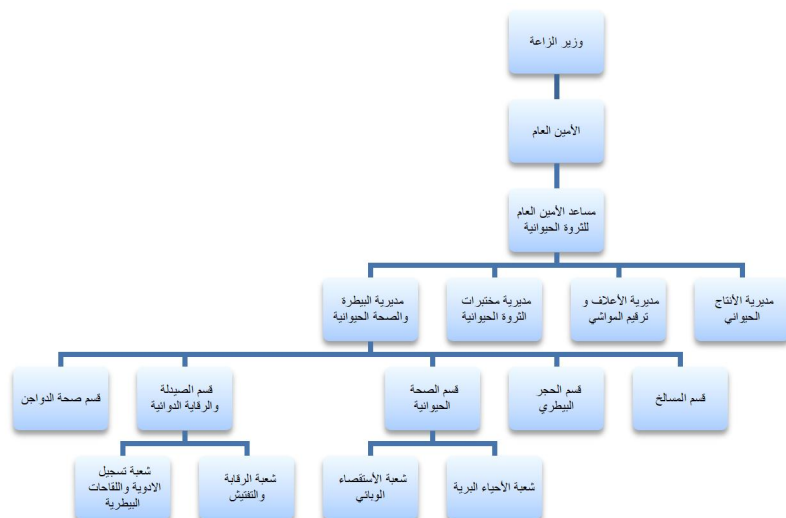 وزير الزاعة
الأمين العام
مساعد الأمين العام
للثروة الحيوانية
مديرية الأنتاج
الحيواني
مديرية الأعلاف و
ترقيم المواشي
مديرية مختبرات
الثروة الحيوانية
مديرية البيطرة
والصحة الحيوانية
قسم المسالخ
قسم الحجر
البيطري
قسم الصحة
الحيوانية
قسم الصيدلة
والرقابة الدوائية
قسم صحة الدواجن
شعبة الأحياء البرية
شعبة الأستقصاء
الوبائي
شعبة الرقابة
والتفتيش
شعبة تسجيل
الادوية واللقاحات
البيطرية